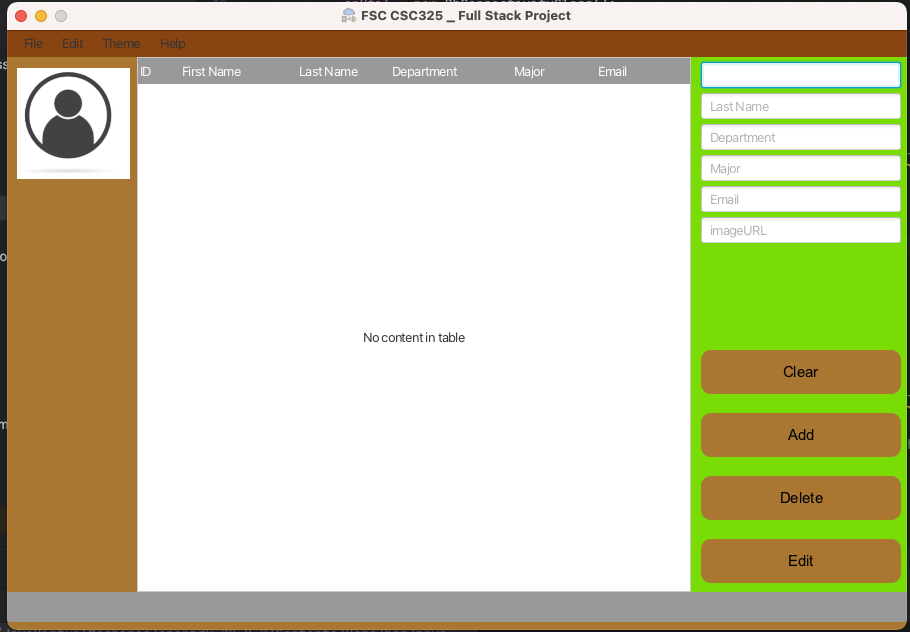 FSC CSC325 _ Full Stack Project
File Edit Theme Help
ID First Name Last Name Department Major Email
Last Name
Department
Major
Email
imageURL
No content in table
Clear
Add
Delete
Edit